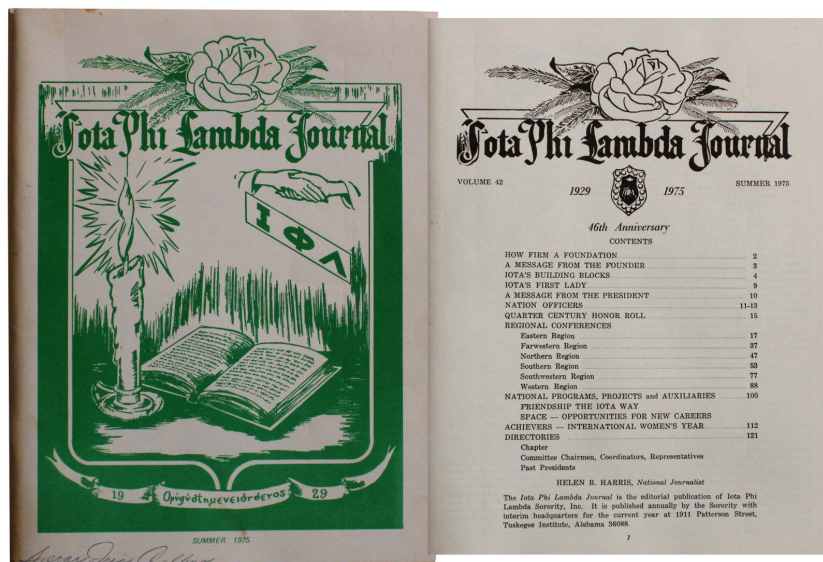 Iota Phi Lambda Journal
Ι Φ Λ
19
29
SUMMER 1975
Iota Phi Lambda Journal
VOLUME 42
SUMMER 1975
1929
1975
46th Anniversary
CONTENTS
HOW FIRM A FOUNDATION 2
A MESSAGE FROM THE FOUNDER 3
IOTA'S BUILDING BLOCKS 4
IOTA'S FIRST LADY 9
A MESSAGE FROM THE PRESIDENT 10
NATION OFFICERS 11-13
QUARTER CENTURY HONOR ROLL 15
REGIONAL CONFERENCES
Eastern Region 17
Farwestern Region 37
Northern Region 47
Southern Region 53
Southwestern Region 77
Western Region 88
NATIONAL PROGRAMS, PROJECTS and AUXILIARIES 100
FRIENDSHIP THE IOTA WAY
SPACE — OPPORTUNITIES FOR NEW CAREERS
ACHIEVERS — INTERNATIONAL WOMEN'S YEAR 112
DIRECTORIES 121
Chapter
Committee Chairmen, Coordinators, Representatives
Past Presidents
HELEN B. HARRIS, National Journalist
The Iota Phi Lambda Journal is the editorial publication of Iota Phi
Lambda Sorority, Inc. It is published annually by the Sorority with
interim headquarters for the current year at 1911 Patterson Street,
Tuskegee Institute, Alabama 36088.
1